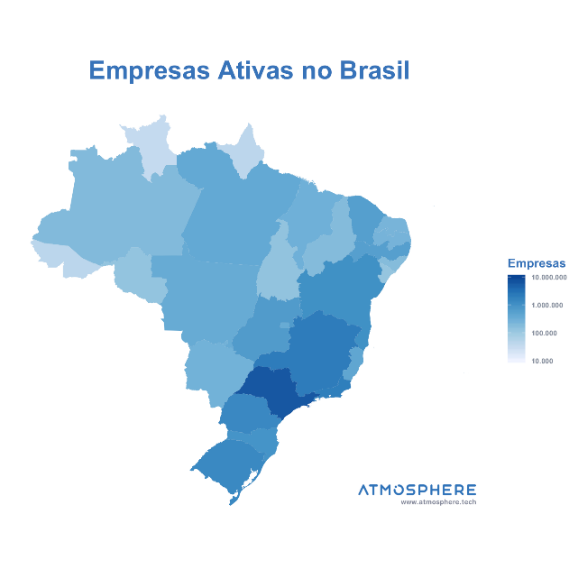 Empresas Ativas no Brasil
Empresas
10.000.000
1.000.000
100.000
10.000
ATMOSPHERE
www.atmosphere.tech